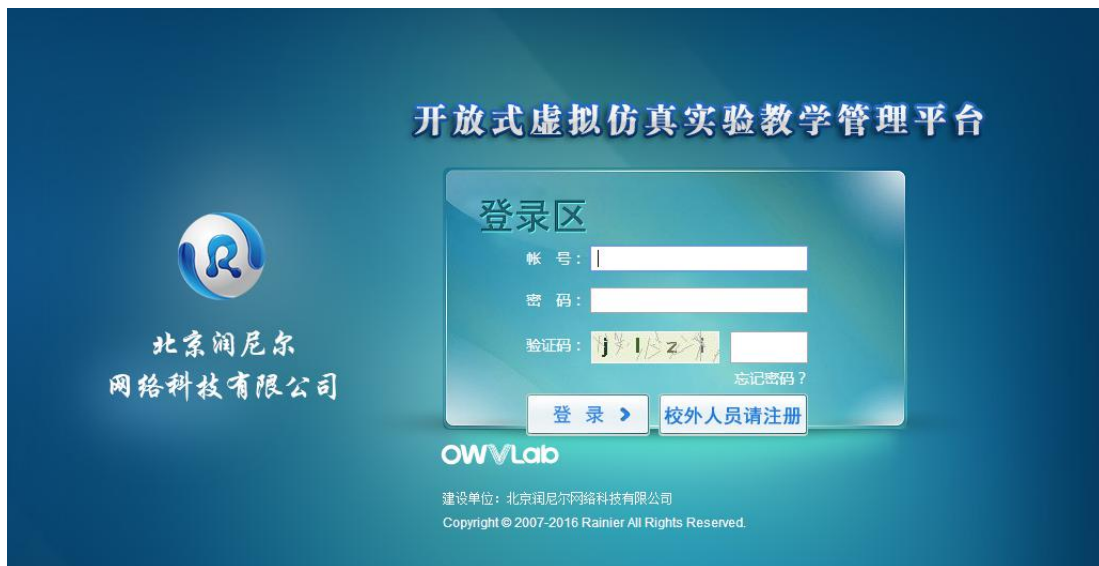 开放式虚拟仿真实验教学管理平台
登录区
帐 号：
密 码：
验证码： j l z i
忘记密码？
登 录
校外人员请注册
北京润尼尔
网络科技有限公司
OWVLab
建设单位：北京润尼尔网络科技有限公司
Copyright © 2007-2016 Rainier All Rights Reserved.